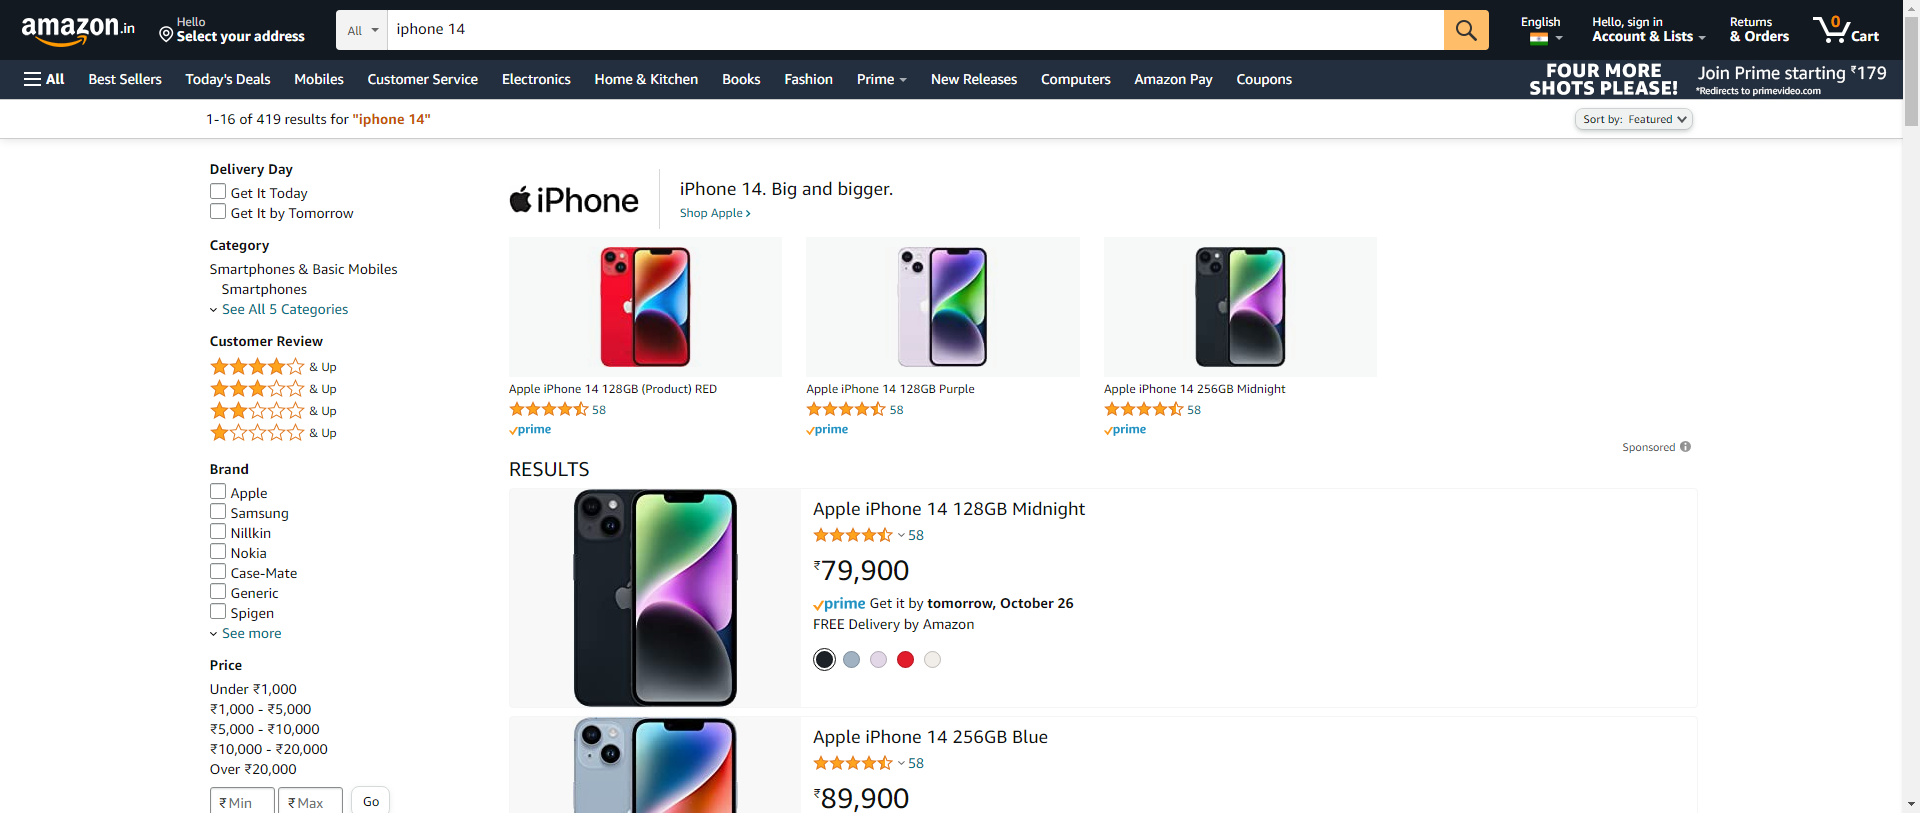 amazon.in
Hello
Select your address
All
iphone 14
English
Hello, sign in
Account & Lists
Returns
& Orders
0
Cart
All
Best Sellers
Today's Deals
Mobiles
Customer Service
Electronics
Home & Kitchen
Books
Fashion
Prime
New Releases
Computers
Amazon Pay
Coupons
FOUR MORE
SHOTS PLEASE!
Join Prime starting ₹179
*Redirects to primevideo.com
1-16 of 419 results for "iphone 14"
Sort by: Featured
Delivery Day
Get It Today
Get It by Tomorrow
Category
Smartphones & Basic Mobiles
Smartphones
See All 5 Categories
Customer Review
& Up
& Up
& Up
& Up
Brand
Apple
Samsung
Nillkin
Nokia
Case-Mate
Generic
Spigen
See more
Price
Under ₹1,000
₹1,000 - ₹5,000
₹5,000 - ₹10,000
₹10,000 - ₹20,000
Over ₹20,000
₹ Min
₹ Max
Go
iPhone
iPhone 14. Big and bigger.
Shop Apple ›
Apple iPhone 14 128GB (Product) RED
58
prime
Apple iPhone 14 128GB Purple
58
prime
Apple iPhone 14 256GB Midnight
58
prime
Sponsored
RESULTS
Apple iPhone 14 128GB Midnight
58
₹79,900
prime Get it by tomorrow, October 26
FREE Delivery by Amazon
Apple iPhone 14 256GB Blue
58
₹89,900